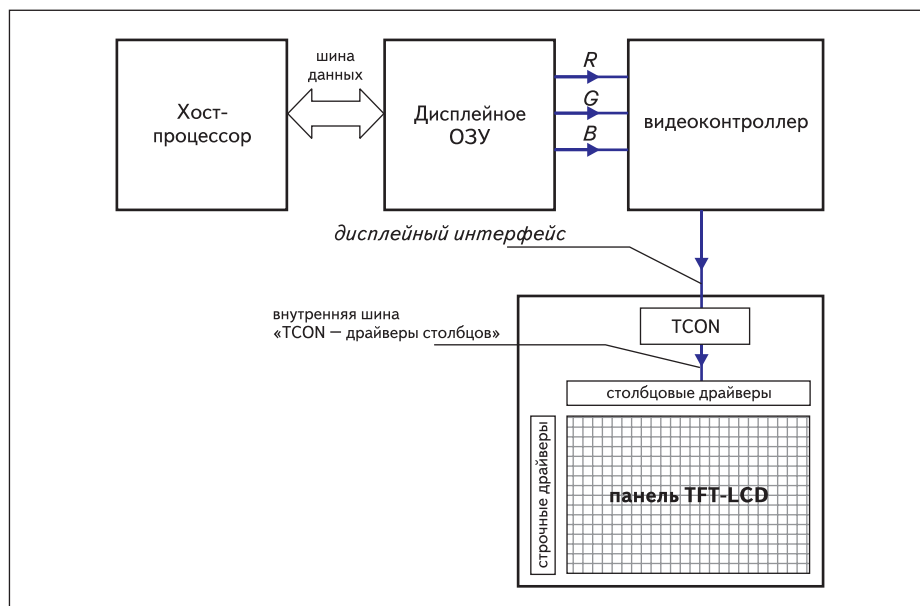 шина
данных
Хост-
процессор
Дисплейное
ОЗУ
R
G
B
видеоконтроллер
дисплейный интерфейс
внутренняя шина
«TCON — драйверы столбцов»
TCON
столбцовые драйверы
строчные драйверы
панель TFT-LCD